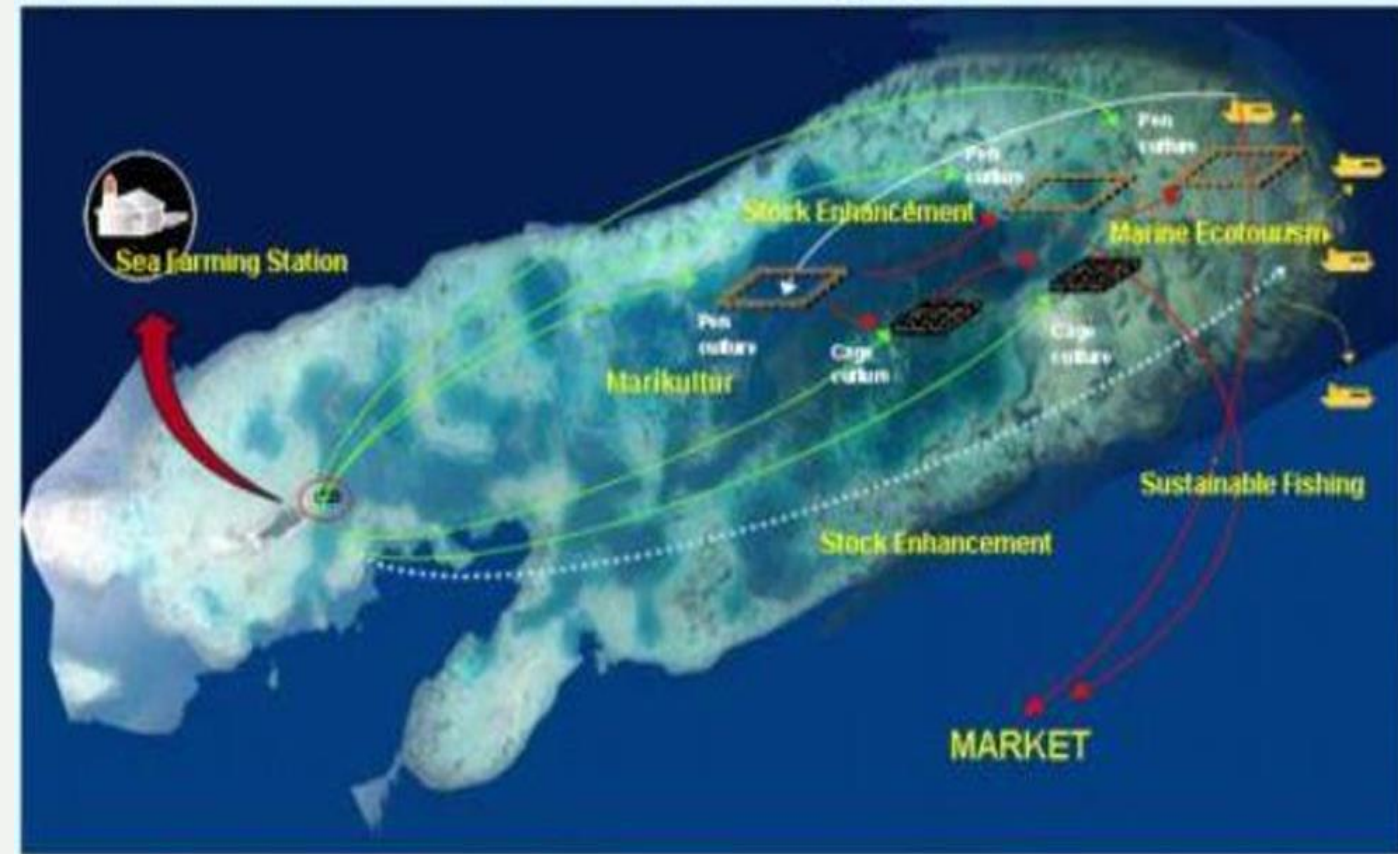 Pen
culture
Pen
culture
Stock Enhancement
Marine Ecotourism
Sea Farming Station
Pen
culture
Cage
culture
Cage
culture
Marikultur
Sustainable Fishing
Stock Enhancement
MARKET